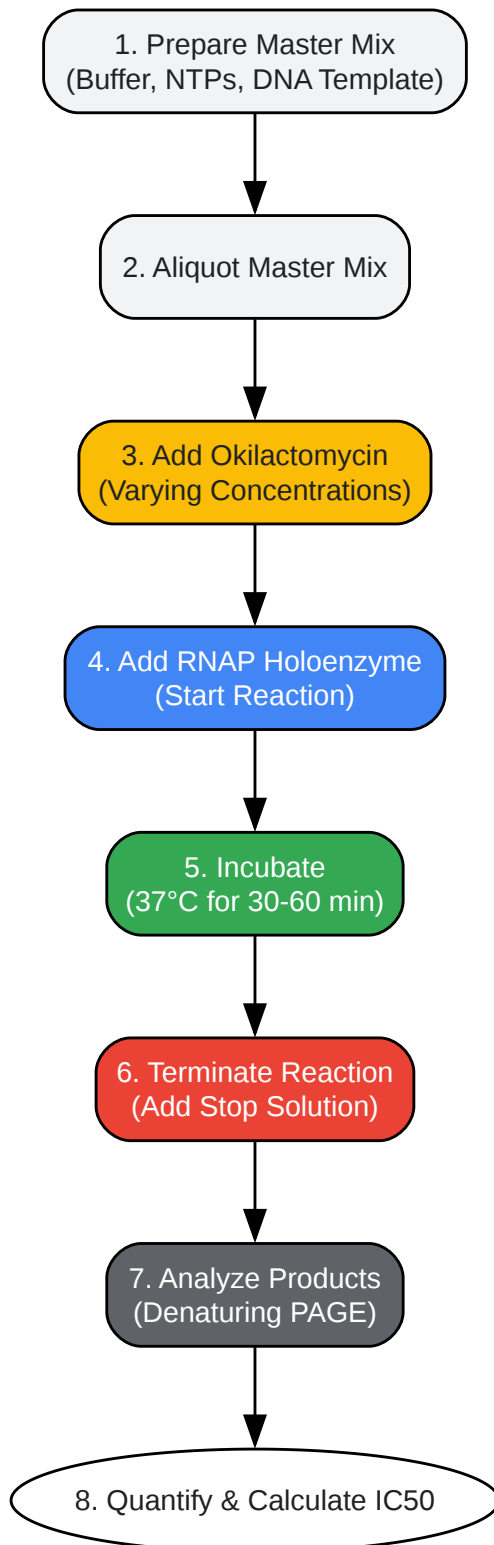 1. Prepare Master Mix
(Buffer, NTPs, DNA Template)
2. Aliquot Master Mix
3. Add Okilactomycin
(Varying Concentrations)
4. Add RNAP Holoenzyme
(Start Reaction)
5. Incubate
(37°C for 30-60 min)
6. Terminate Reaction
(Add Stop Solution)
7. Analyze Products
(Denaturing PAGE)
8. Quantify & Calculate IC50